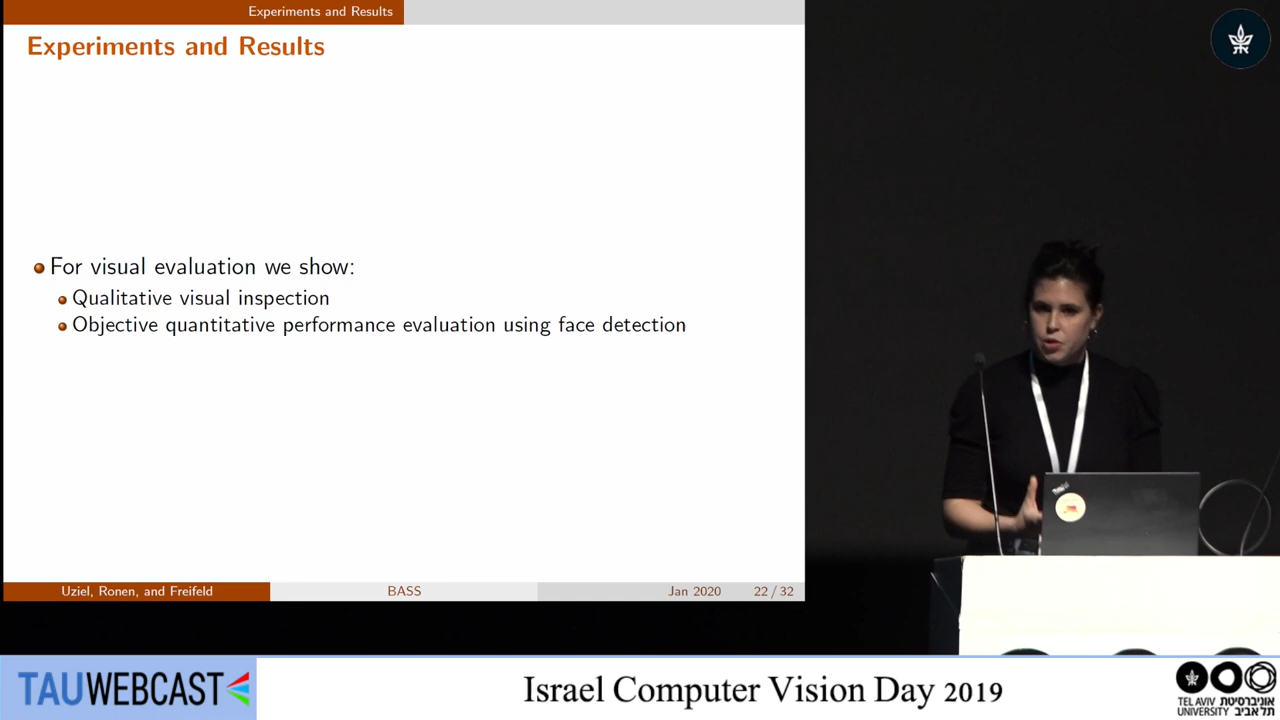 Experiments and Results
Experiments and Results
For visual evaluation we show:
Qualitative visual inspection
Objective quantitative performance evaluation using face detection
Uziel, Ronen, and Freifeld
BASS
Jan 2020
22 / 32
TAUWEBCAST
Israel Computer Vision Day 2019
TEL AVIV אוניברסיטת
UNIVERSITY תל אביב